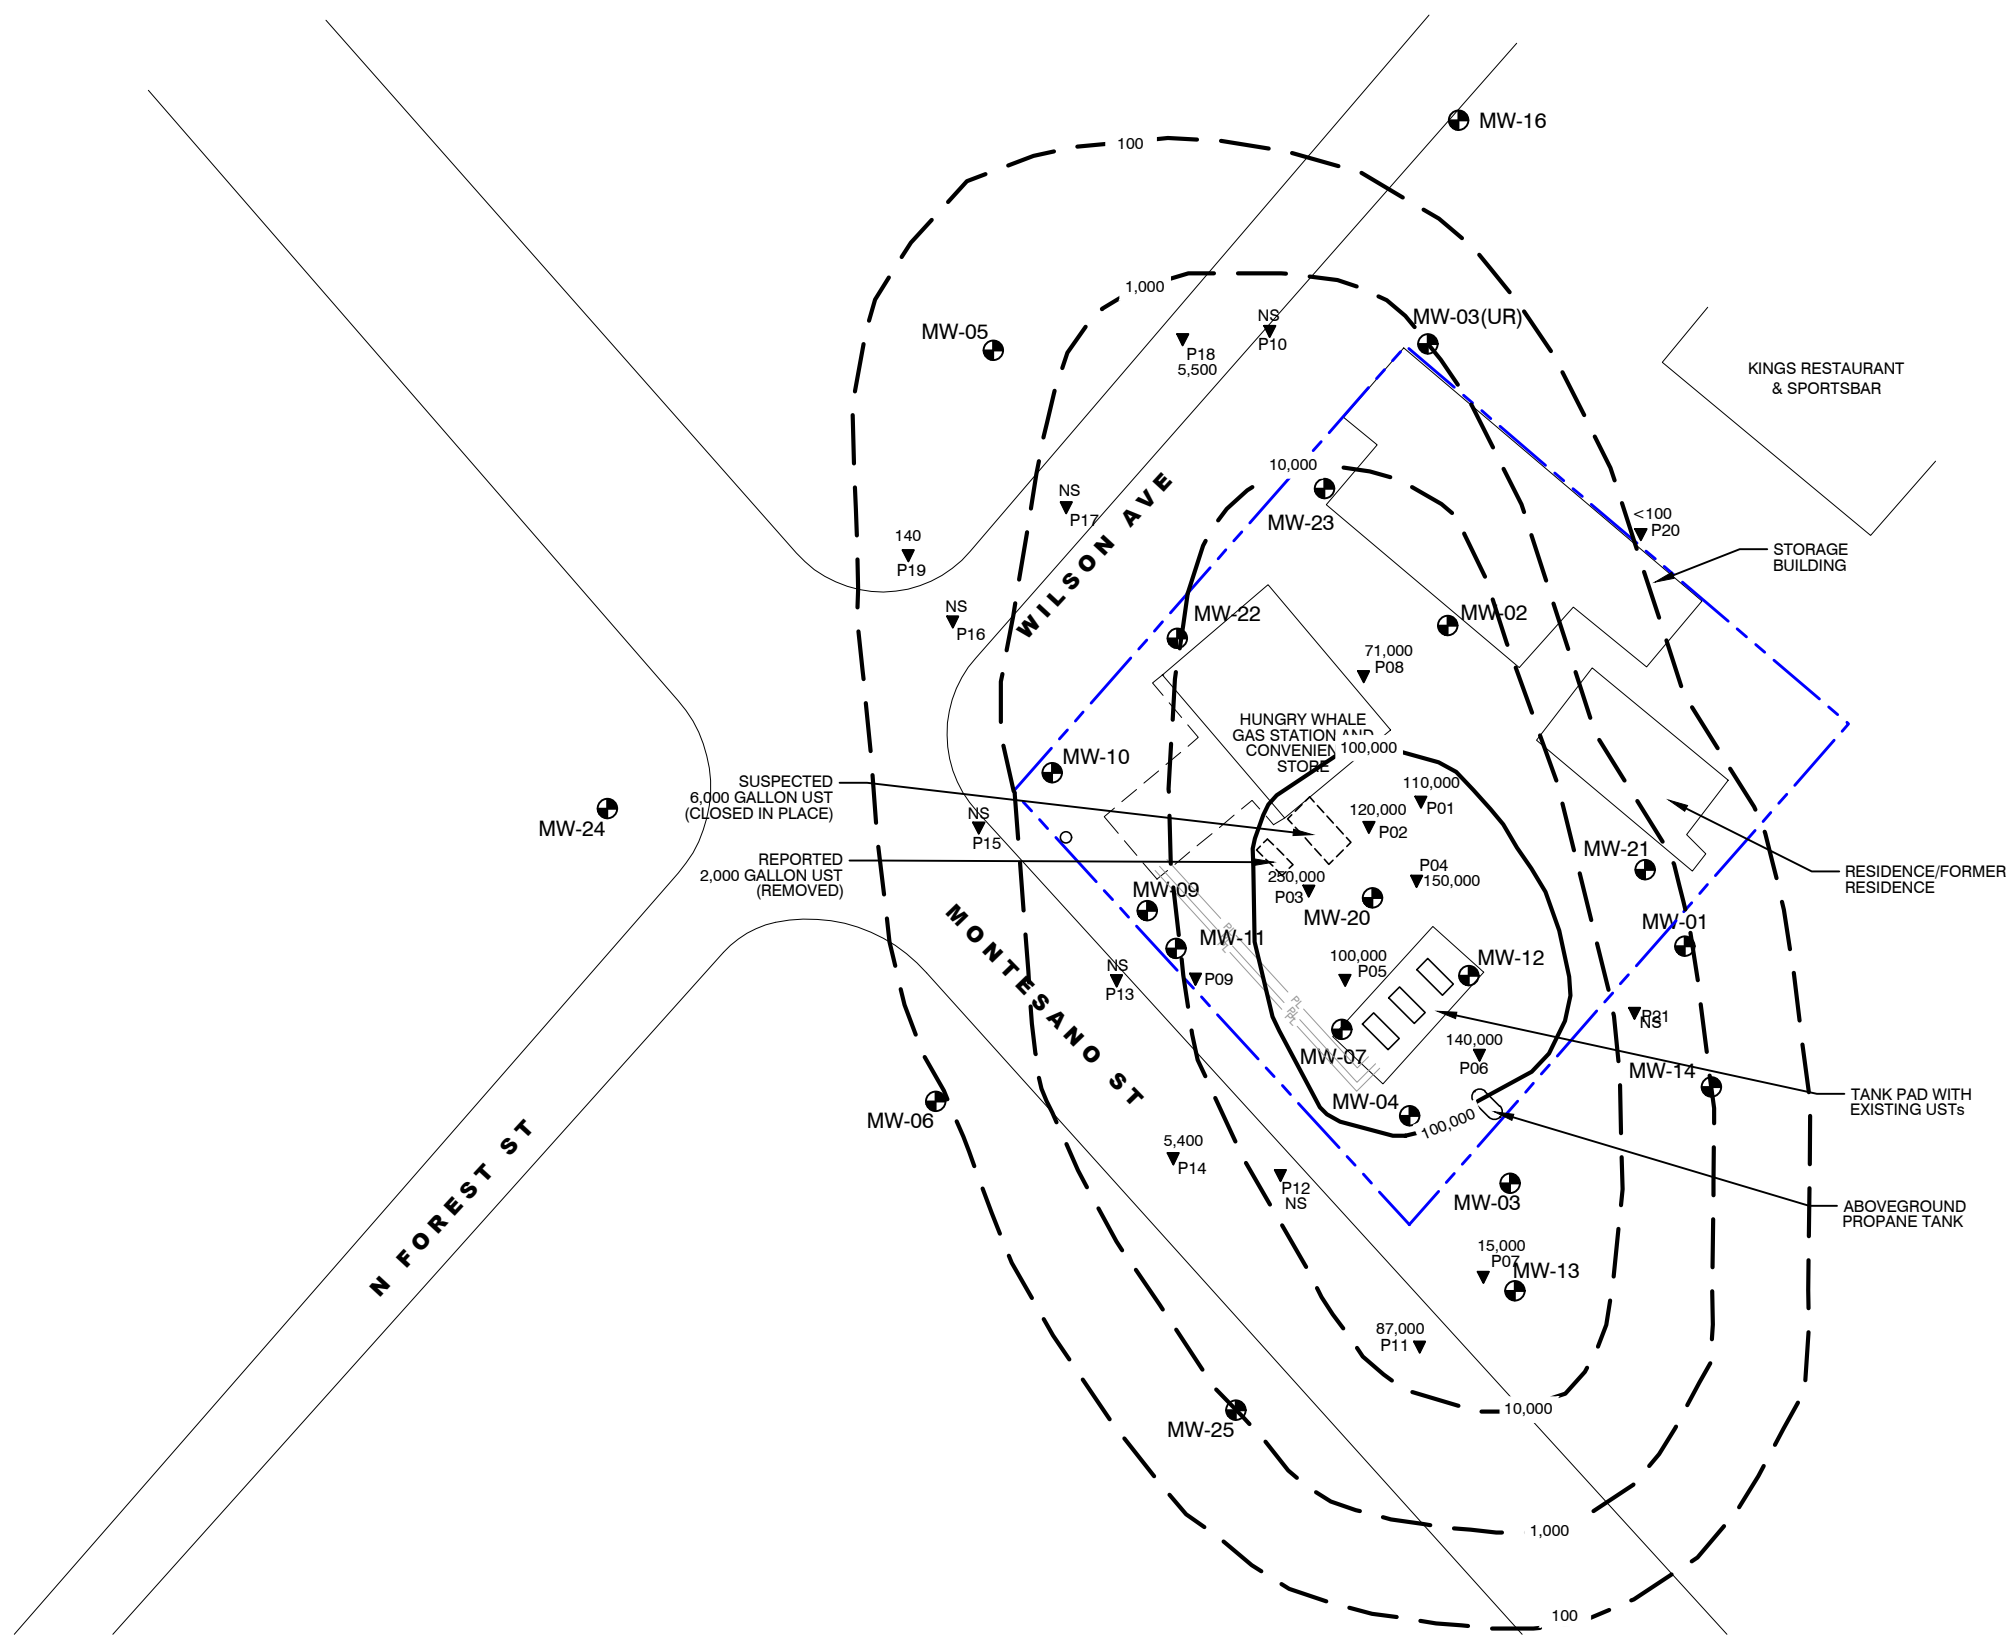 MW-16
100
1,000
MW-05
NS
P10
P18
5,500
MW-03(UR)
KINGS RESTAURANT
& SPORTSBAR
10,000
MW-23
NS
P17
WILSON AVE
140
P19
<100
P20
STORAGE
BUILDING
NS
P16
MW-22
MW-02
71,000
P08
HUNGRY WHALE
GAS STATION AND
CONVENIEN
STORE
100,000
MW-10
SUSPECTED
6,000 GALLON UST
(CLOSED IN PLACE)
110,000
P01
120,000
P02
MW-24
NS
P15
REPORTED
2,000 GALLON UST
(REMOVED)
MW-21
RESIDENCE/FORMER
RESIDENCE
P04
150,000
250,000
P03
MW-20
MW-09
MW-11
MW-01
MONTESANO ST
NS
P13
P09
100,000
P05
MW-12
PL
PL
PL
PL
P21
NS
MW-07
140,000
P06
MW-14
TANK PAD WITH
EXISTING USTs
MW-04
100,000
MW-06
N FOREST ST
5,400
P14
P12
NS
MW-03
ABOVEGROUND
PROPANE TANK
15,000
P07
MW-13
87,000
P11
10,000
MW-25
1,000
100